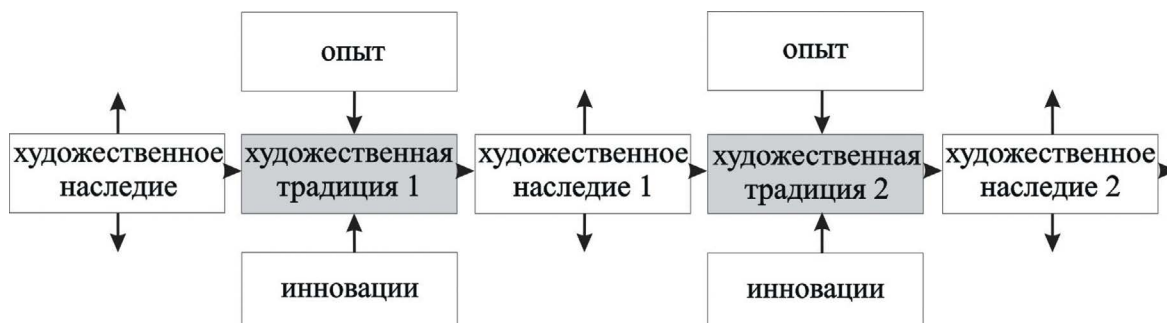 опыт
опыт
художественное
наследие
художественная
традиция 1
художественное
наследие 1
художественная
традиция 2
художественное
наследие 2
инновации
инновации